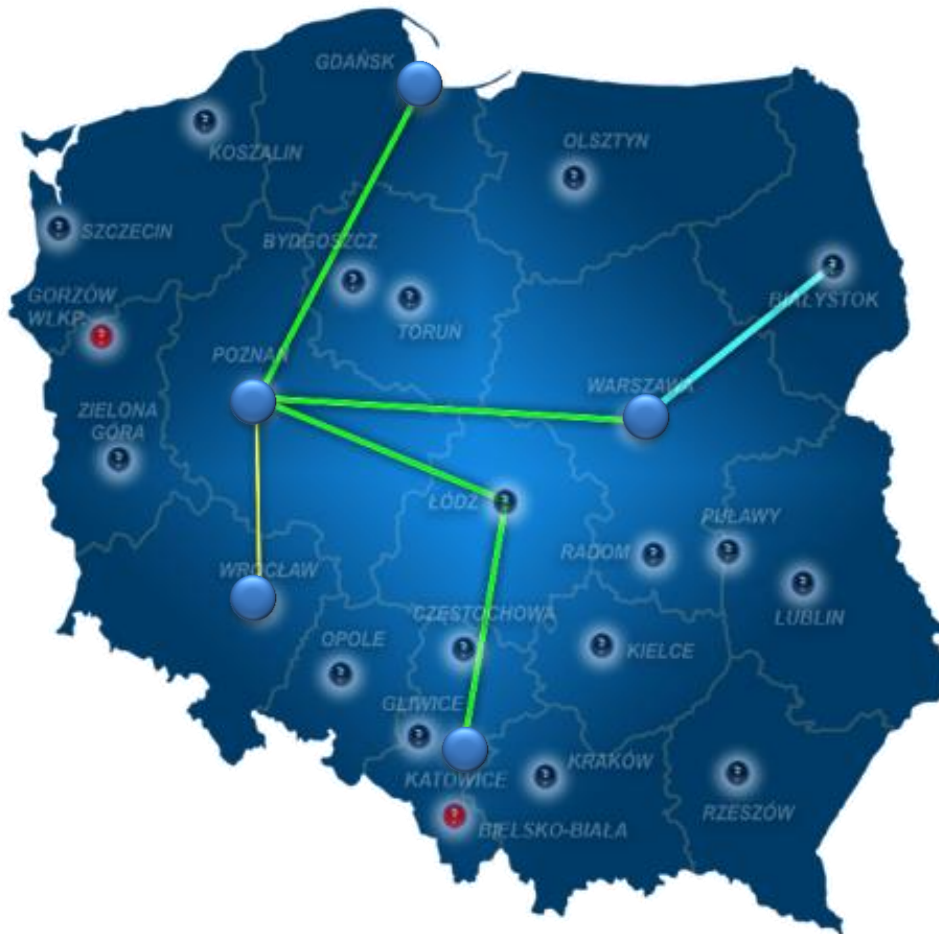 GDAŃSK
KOSZALIN
OLSZTYN
SZCZECIN
BYDGOSZCZ
BIAŁYSTOK
GORZÓW
WLKP.
TORUŃ
POZNAŃ
WARSZAWA
ZIELONA
GÓRA
ŁÓDŹ
PUŁAWY
RADOM
WROCŁAW
LUBLIN
CZĘSTOCHOWA
OPOLE
KIELCE
GLIWICE
KRAKÓW
KATOWICE
RZESZÓW
BIELSKO-BIAŁA